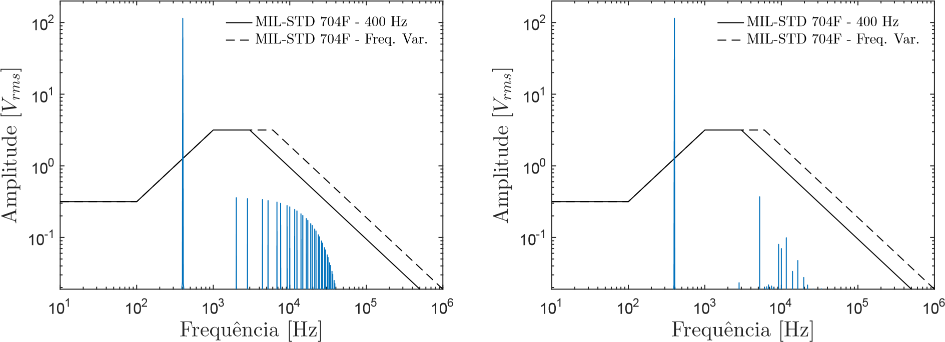 MIL-STD 704F - 400 Hz
MIL-STD 704F - Freq. Var.
10^2
10^1
10^0
10^-1
Amplitude [V_rms]
10^1 10^2 10^3 10^4 10^5 10^6
Frequência [Hz]
MIL-STD 704F - 400 Hz
MIL-STD 704F - Freq. Var.
10^2
10^1
10^0
10^-1
Amplitude [V_rms]
10^1 10^2 10^3 10^4 10^5 10^6
Frequência [Hz]